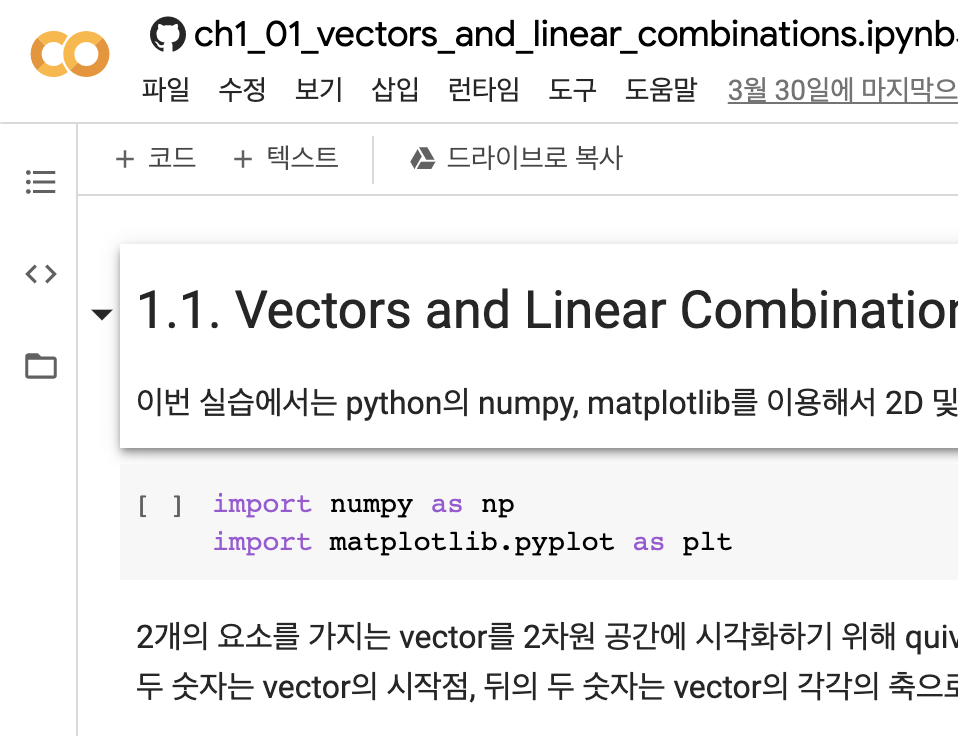 ch1_01_vectors_and_linear_combinations.ipynb
파일 수정 보기 삽입 런타임 도구 도움말 3월 30일에 마지막으
+ 코드 + 텍스트 드라이브로 복사
1.1. Vectors and Linear Combination
이번 실습에서는 python의 numpy, matplotlib를 이용해서 2D 및
[ ] import numpy as np
import matplotlib.pyplot as plt
2개의 요소를 가지는 vector를 2차원 공간에 시각화하기 위해 quiv
두 숫자는 vector의 시작점, 뒤의 두 숫자는 vector의 각각의 축으로